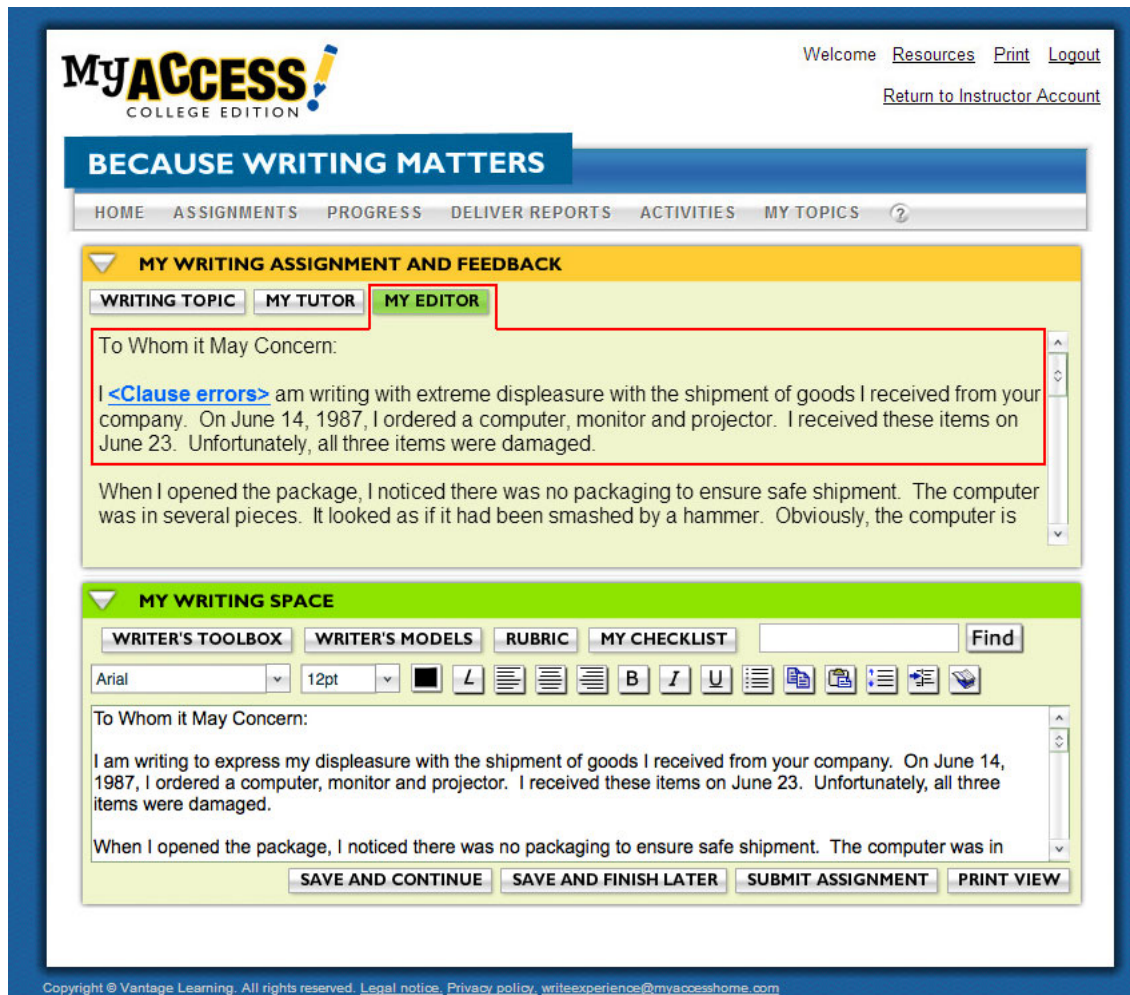 MY ACCESS!
COLLEGE EDITION
Welcome Resources Print Logout
Return to Instructor Account
BECAUSE WRITING MATTERS
HOME ASSIGNMENTS PROGRESS DELIVER REPORTS ACTIVITIES MY TOPICS ?
MY WRITING ASSIGNMENT AND FEEDBACK
WRITING TOPIC MY TUTOR MY EDITOR
To Whom it May Concern:
I <Clause errors> am writing with extreme displeasure with the shipment of goods I received from your
company. On June 14, 1987, I ordered a computer, monitor and projector. I received these items on
June 23. Unfortunately, all three items were damaged.
When I opened the package, I noticed there was no packaging to ensure safe shipment. The computer
was in several pieces. It looked as if it had been smashed by a hammer. Obviously, the computer is
MY WRITING SPACE
WRITER'S TOOLBOX WRITER'S MODELS RUBRIC MY CHECKLIST Find
Arial 12pt L B I U
To Whom it May Concern:
I am writing to express my displeasure with the shipment of goods I received from your company. On June 14,
1987, I ordered a computer, monitor and projector. I received these items on June 23. Unfortunately, all three
items were damaged.
When I opened the package, I noticed there was no packaging to ensure safe shipment. The computer was in
SAVE AND CONTINUE SAVE AND FINISH LATER SUBMIT ASSIGNMENT PRINT VIEW
Copyright © Vantage Learning. All rights reserved. Legal notice. Privacy policy. writeexperience@myaccesshome.com